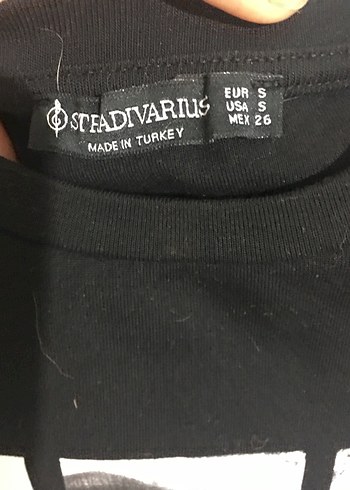 STRADIVARIUS
MADE IN TURKEY
EUR S
USA S
MEX 26